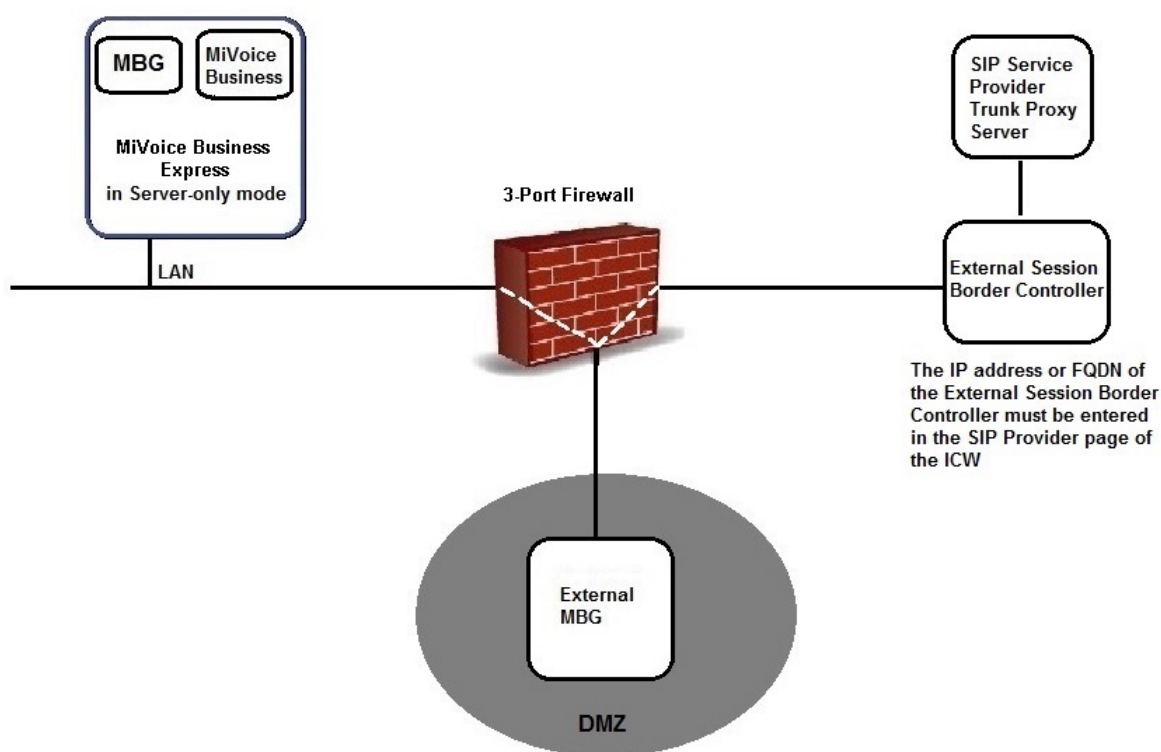 MBG
MiVoice
Business
MiVoice Business
Express
in Server-only mode
LAN
3-Port Firewall
SIP Service
Provider
Trunk Proxy
Server
External Session
Border Controller
The IP address or FQDN of
the External Session Border
Controller must be entered
in the SIP Provider page of
the ICW
External
MBG
DMZ